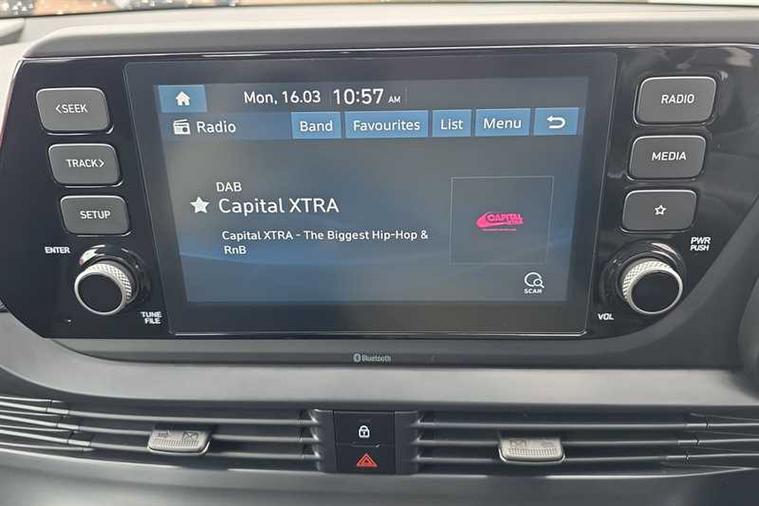 <SEEK
TRACK>
SETUP
ENTER
TUNE
FILE
Mon, 16.03 10:57 AM
Radio Band Favourites List Menu
DAB
Capital XTRA
Capital XTRA - The Biggest Hip-Hop &
RnB
CAPITAL
XTRA
SCAN
RADIO
MEDIA
PWR
PUSH
VOL
Bluetooth